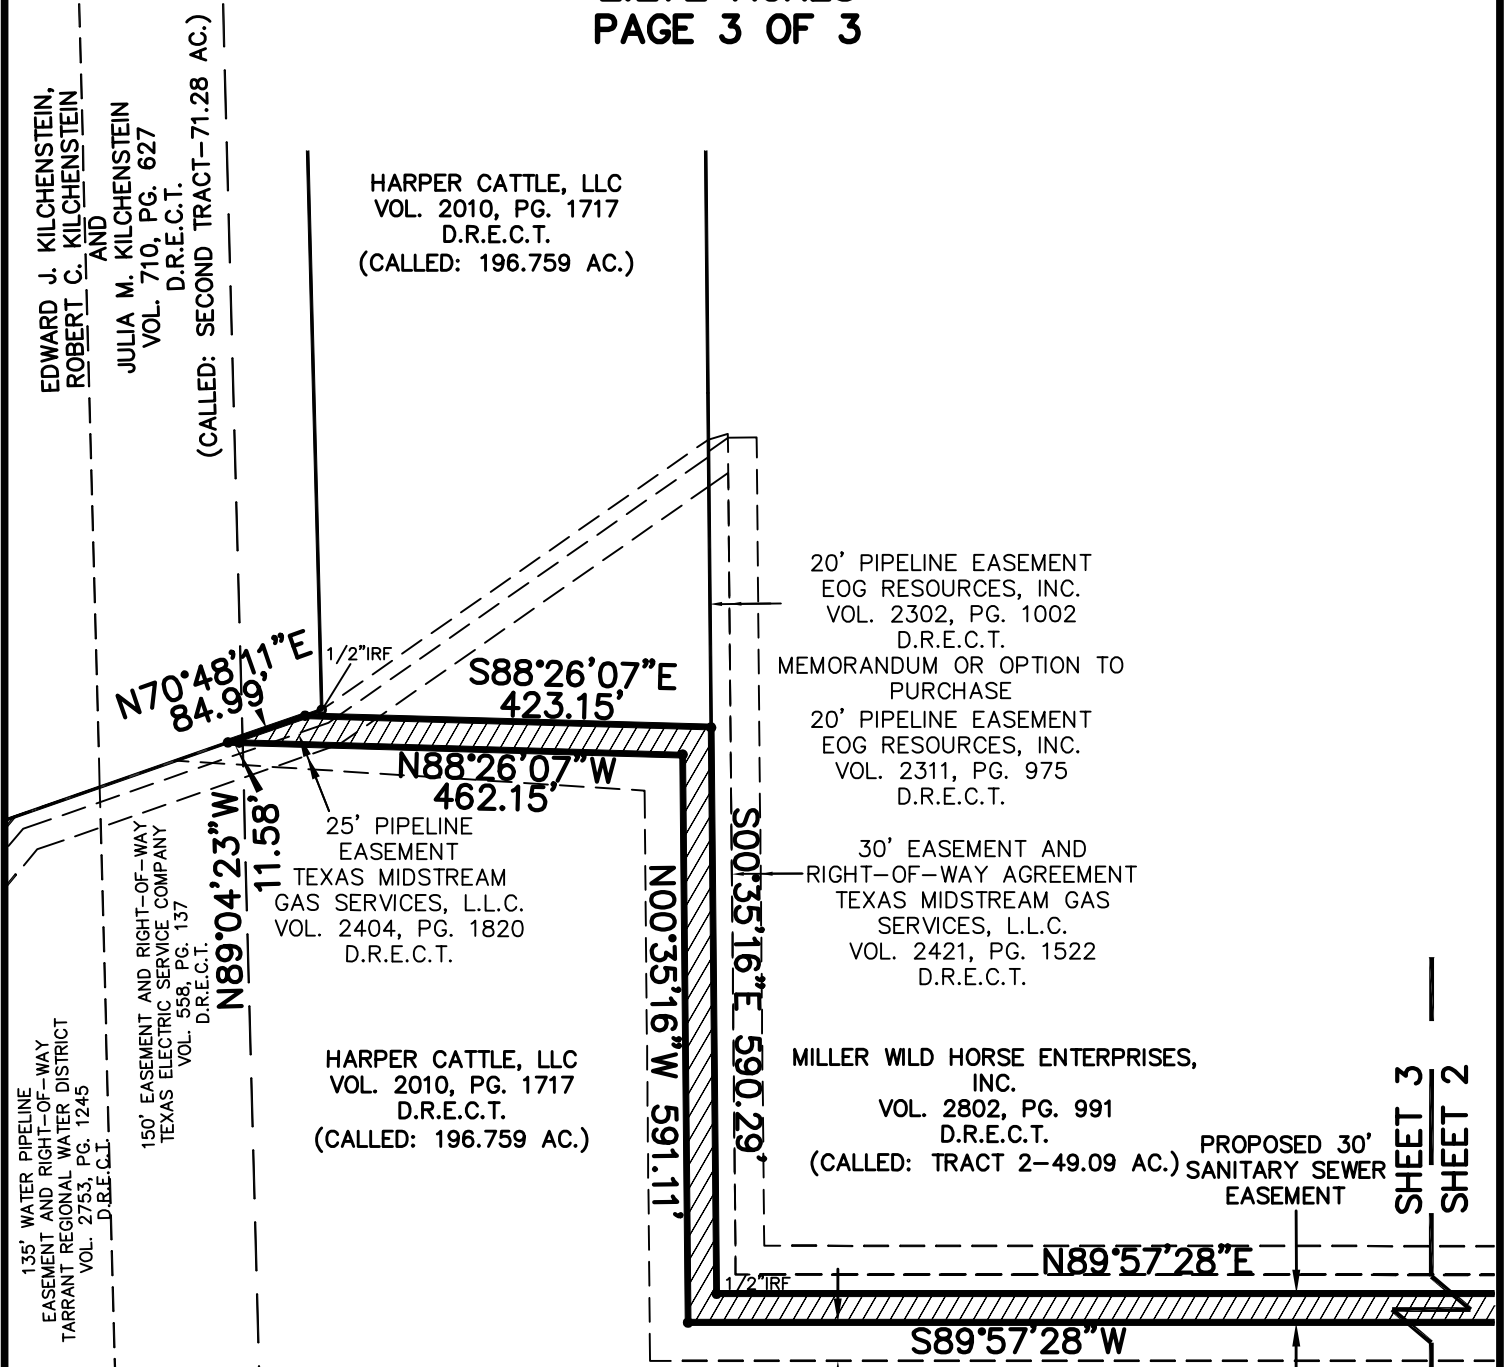 PAGE 3 OF 3
EDWARD J. KILCHENSTEIN,
ROBERT C. KILCHENSTEIN
AND
JULIA M. KILCHENSTEIN
VOL. 710, PG. 627
D.R.E.C.T.
(CALLED: SECOND TRACT-71.28 AC.)
HARPER CATTLE, LLC
VOL. 2010, PG. 1717
D.R.E.C.T.
(CALLED: 196.759 AC.)
20' PIPELINE EASEMENT
EOG RESOURCES, INC.
VOL. 2302, PG. 1002
D.R.E.C.T.
MEMORANDUM OR OPTION TO
PURCHASE
20' PIPELINE EASEMENT
EOG RESOURCES, INC.
VOL. 2311, PG. 975
D.R.E.C.T.
30' EASEMENT AND
RIGHT-OF-WAY AGREEMENT
TEXAS MIDSTREAM GAS
SERVICES, L.L.C.
VOL. 2421, PG. 1522
D.R.E.C.T.
N70°48'11"E
84.99'
1/2"IRF
S88°26'07"E
423.15'
N88°26'07"W
462.15'
N89°04'23"W
11.58'
25' PIPELINE
EASEMENT
TEXAS MIDSTREAM
GAS SERVICES, L.L.C.
VOL. 2404, PG. 1820
D.R.E.C.T.
150' EASEMENT AND RIGHT-OF-WAY
TEXAS ELECTRIC SERVICE COMPANY
VOL. 558, PG. 137
D.R.E.C.T.
135' WATER PIPELINE
EASEMENT AND RIGHT-OF-WAY
TARRANT REGIONAL WATER DISTRICT
VOL. 2753, PG. 1245
D.R.E.C.T.
N00°35'16"W 591.11'
S00°35'16"E 590.29'
HARPER CATTLE, LLC
VOL. 2010, PG. 1717
D.R.E.C.T.
(CALLED: 196.759 AC.)
MILLER WILD HORSE ENTERPRISES,
INC.
VOL. 2802, PG. 991
D.R.E.C.T.
(CALLED: TRACT 2-49.09 AC.)
PROPOSED 30'
SANITARY SEWER
EASEMENT
SHEET 3
SHEET 2
1/2"IRF
N89°57'28"E
S89°57'28"W